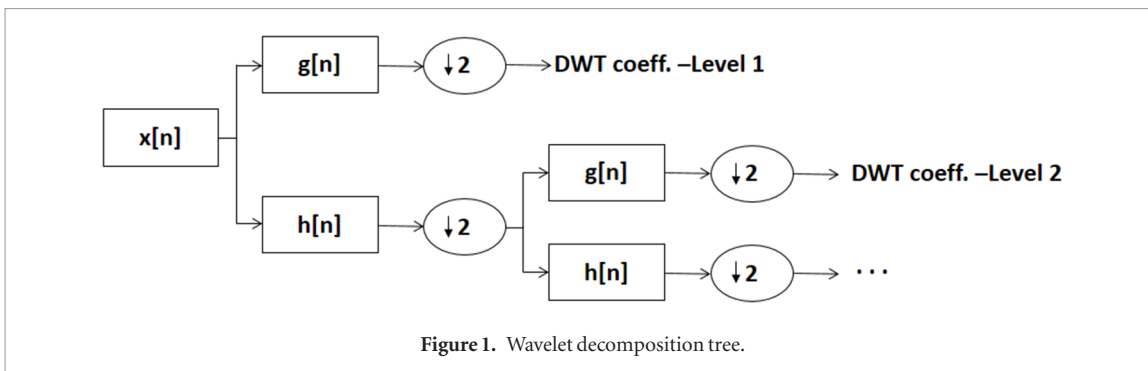 g[n]
↓2
DWT coeff. –Level 1
x[n]
g[n]
↓2
DWT coeff. –Level 2
h[n]
↓2
h[n]
↓2
...
Figure 1. Wavelet decomposition tree.